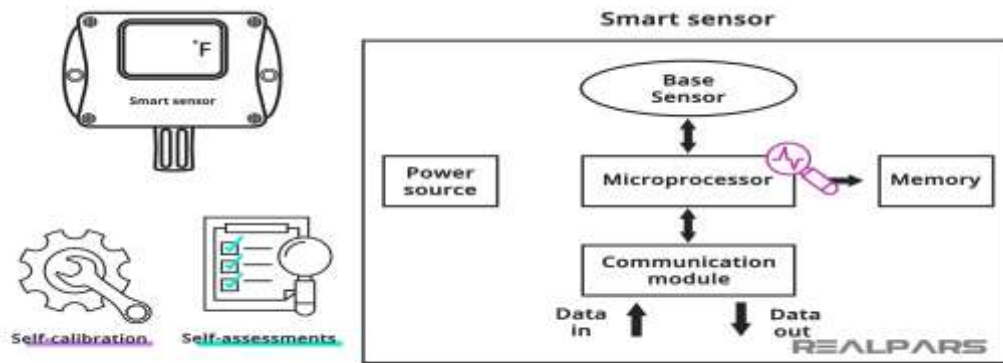 Smart sensor
°F
Smart sensor
Base
Sensor
Power
source
Microprocessor
Memory
Communication
module
Data
in
Data
out
Self-calibration
Self-assessments
REALPARS